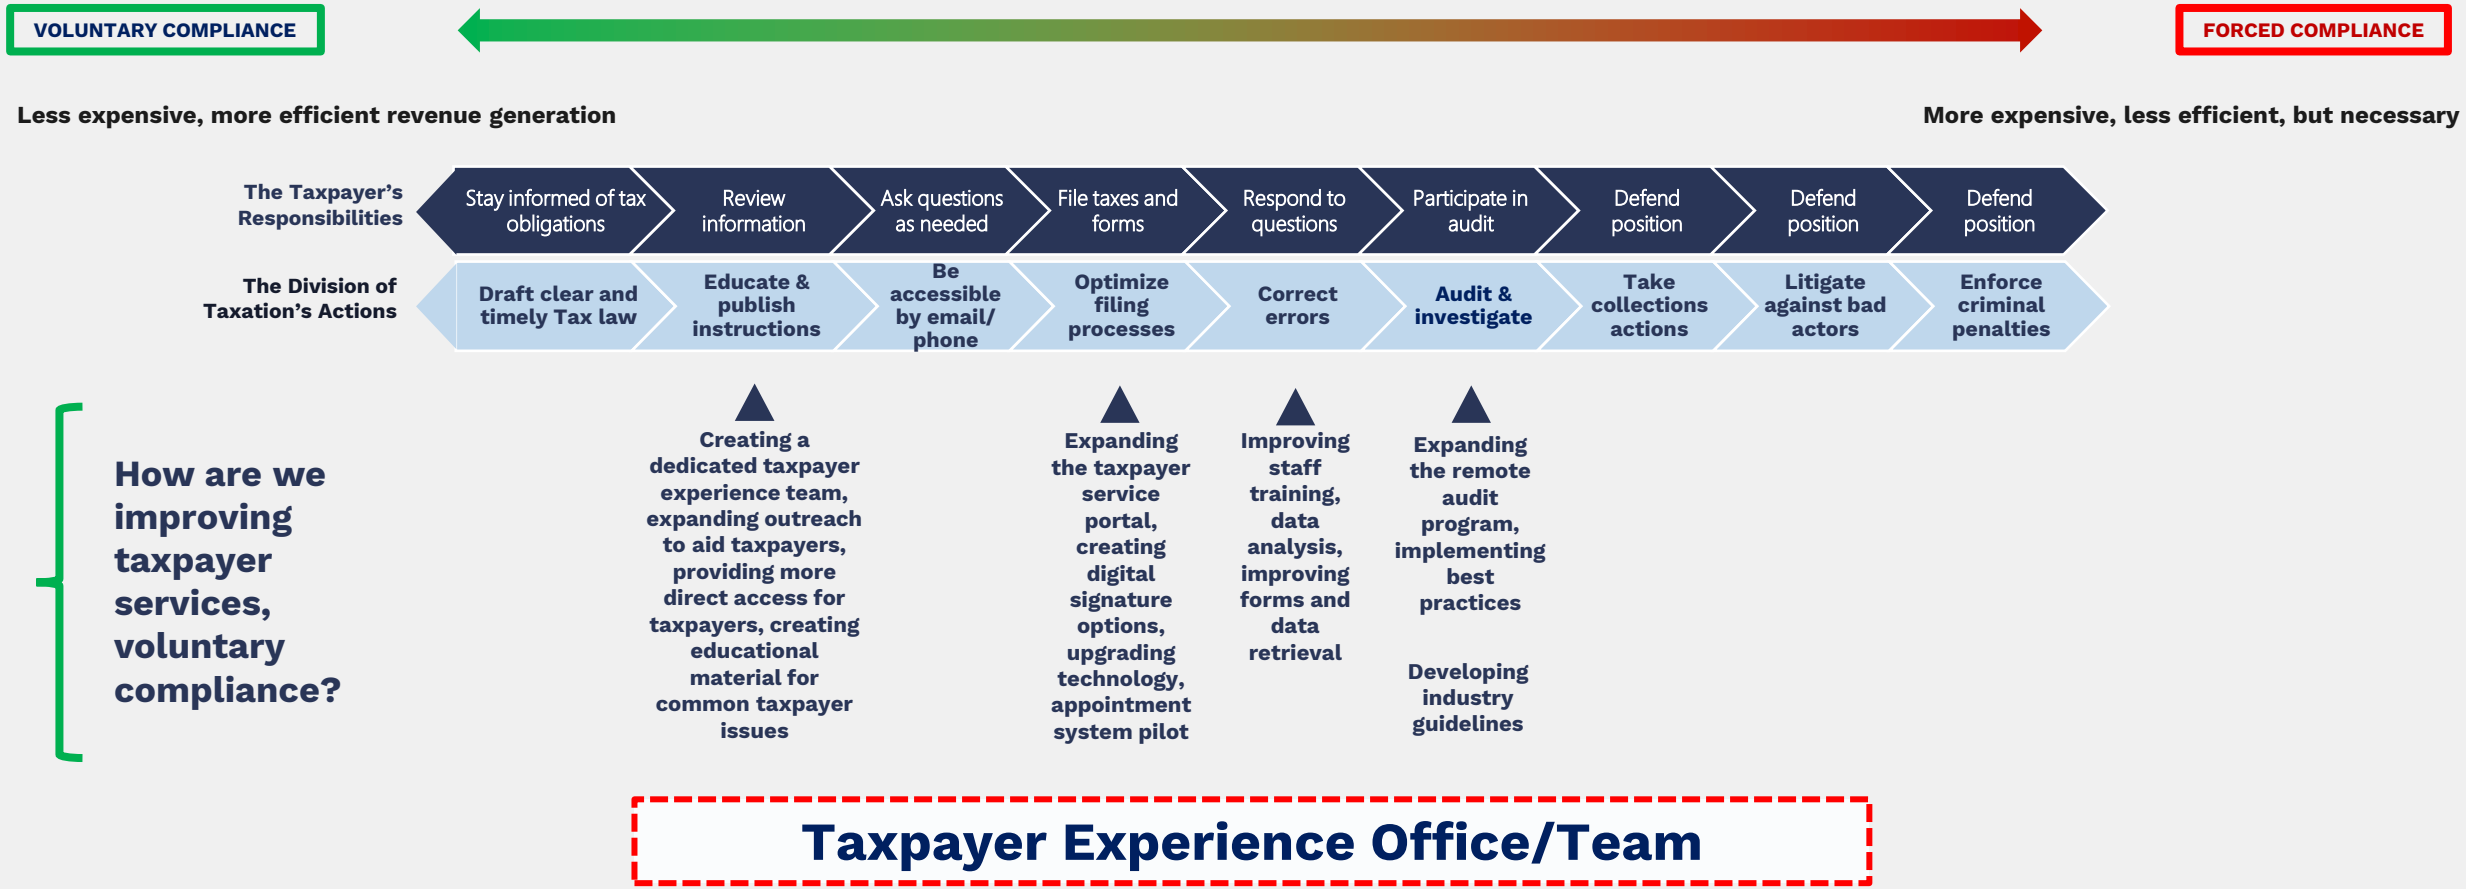 VOLUNTARY COMPLIANCE
FORCED COMPLIANCE
Less expensive, more efficient revenue generation
More expensive, less efficient, but necessary
The Taxpayer’s
Responsibilities
Stay informed of tax
obligations
Review
information
Ask questions
as needed
File taxes and
forms
Respond to
questions
Participate in
audit
Defend
position
Defend
position
Defend
position
The Division of
Taxation’s Actions
Draft clear and
timely Tax law
Educate &
publish
instructions
Be
accessible
by email/
phone
Optimize
filing
processes
Correct
errors
Audit &
investigate
Take
collections
actions
Litigate
against bad
actors
Enforce
criminal
penalties
How are we
improving
taxpayer
services,
voluntary
compliance?
Creating a
dedicated taxpayer
experience team,
expanding outreach
to aid taxpayers,
providing more
direct access for
taxpayers, creating
educational
material for
common taxpayer
issues
Expanding
the taxpayer
service
portal,
creating
digital
signature
options,
upgrading
technology,
appointment
system pilot
Improving
staff
training,
data
analysis,
improving
forms and
data
retrieval
Expanding
the remote
audit
program,
implementing
best
practices
Developing
industry
guidelines
Taxpayer Experience Office/Team